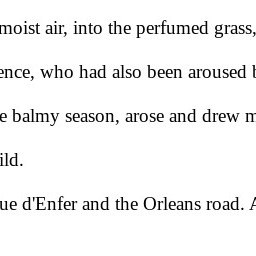 moist air, into the perfumed grass,
ence, who had also been aroused
e balmy season, arose and drew
ild.
ue d'Enfer and the Orleans road. A